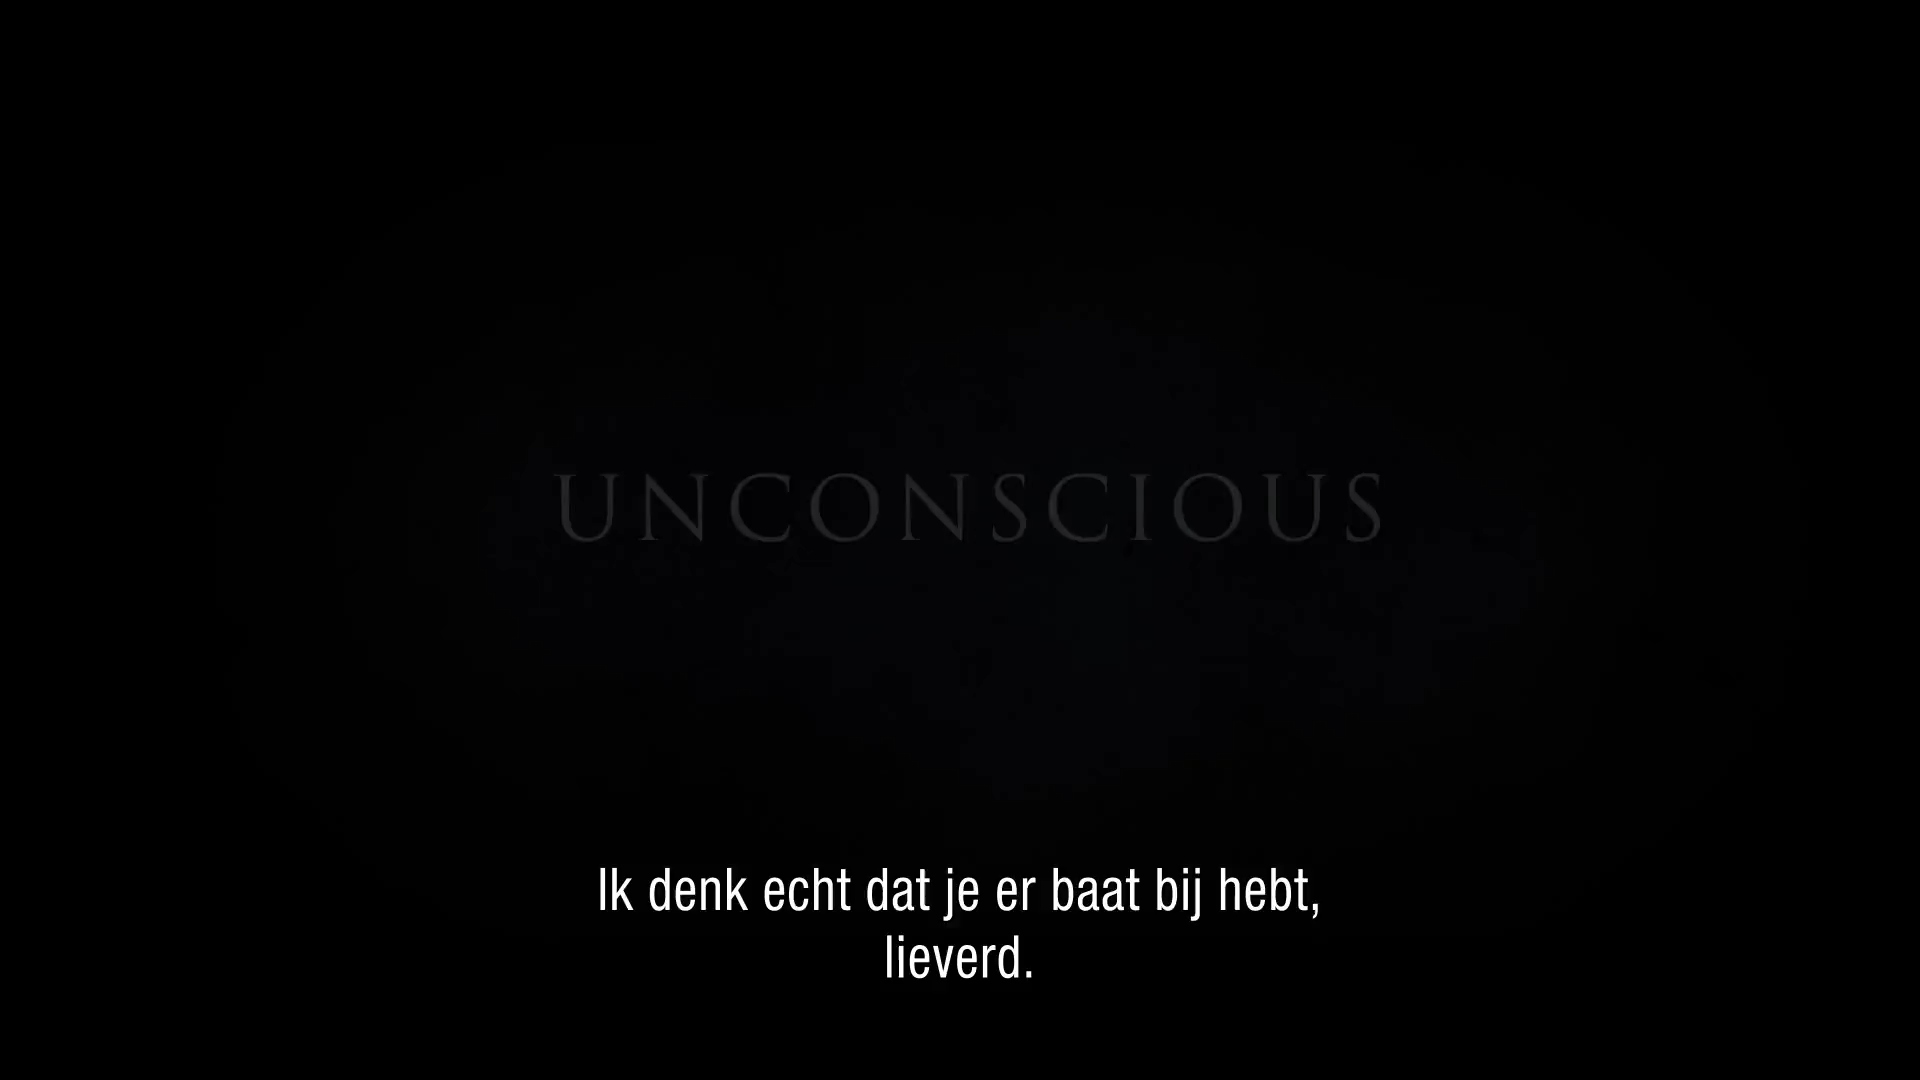 UNCONSCIOUS
Ik denk echt dat je er baat bij hebt,
lieverd.